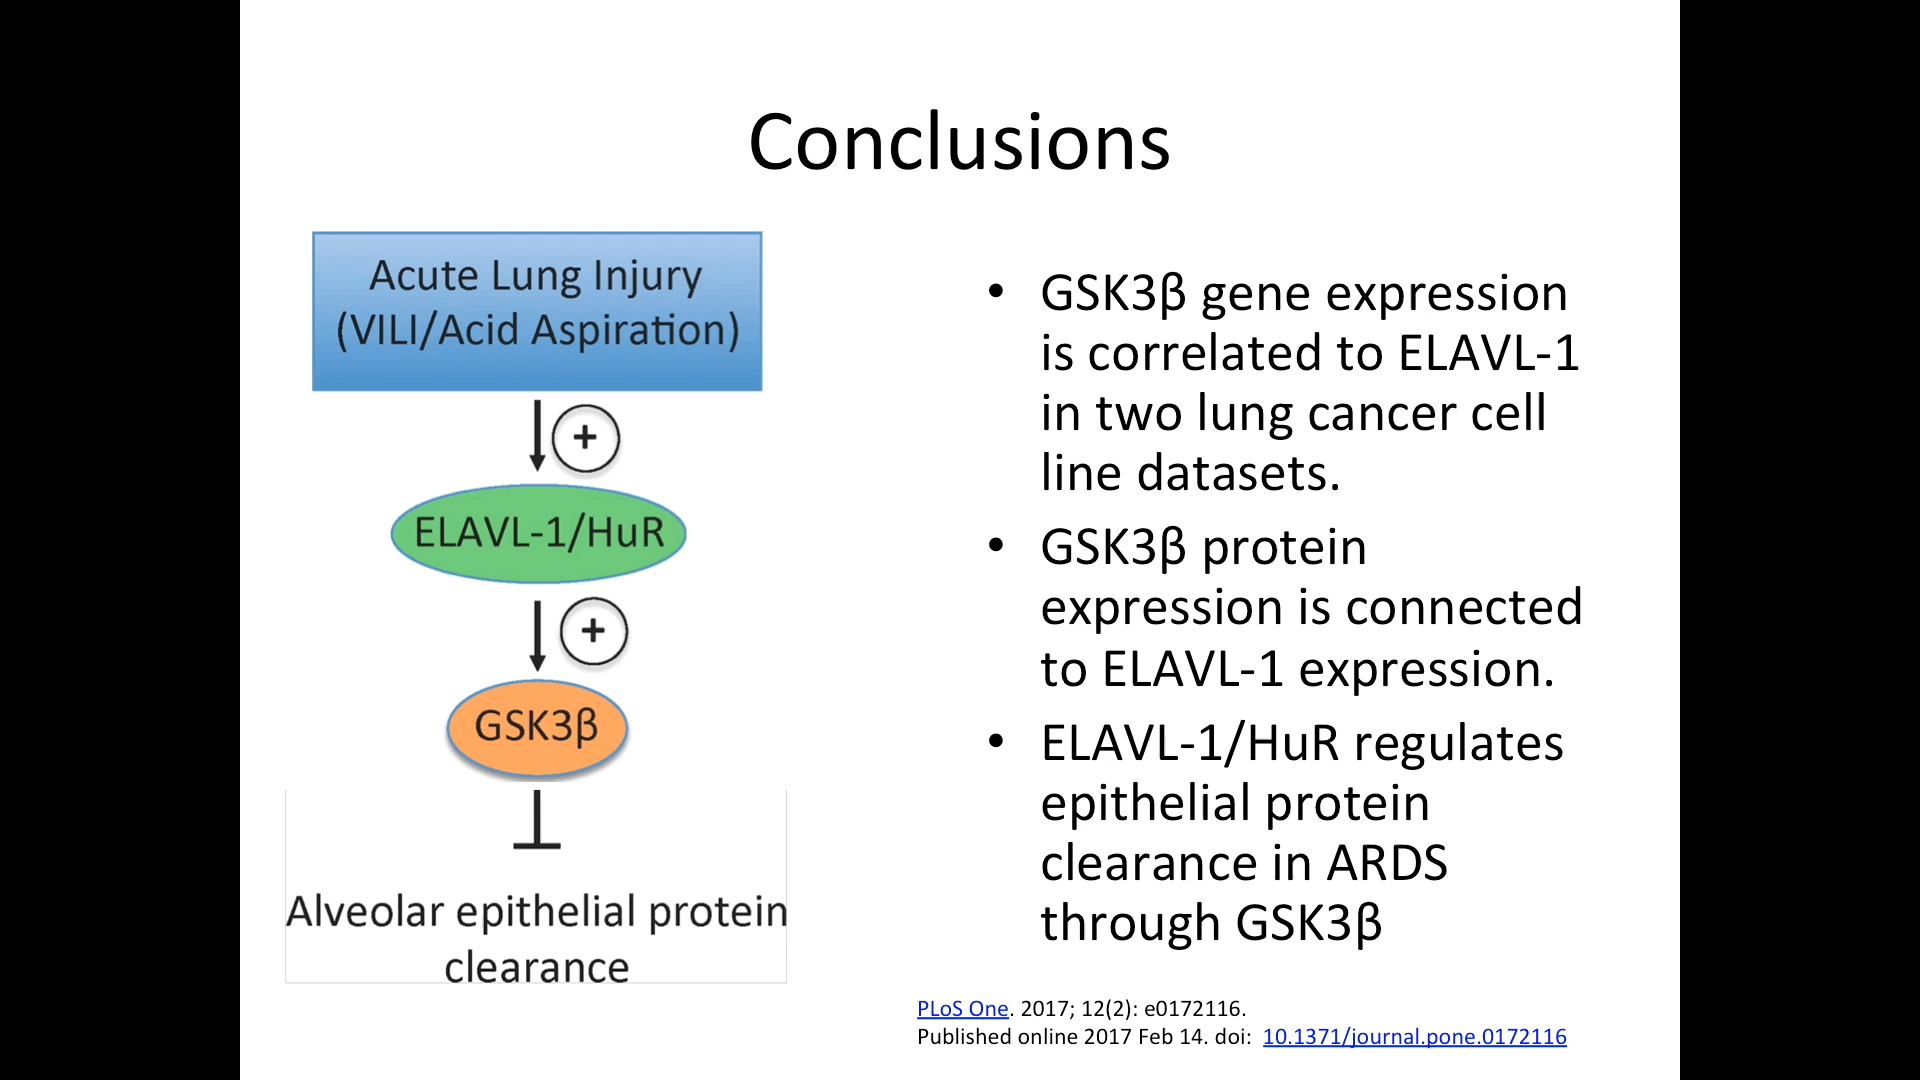 Conclusions
Acute Lung Injury
(VILI/Acid Aspiration)
+
ELAVL-1/HuR
+
GSK3β
Alveolar epithelial protein
clearance
• GSK3β gene expression
is correlated to ELAVL-1
in two lung cancer cell
line datasets.
• GSK3β protein
expression is connected
to ELAVL-1 expression.
• ELAVL-1/HuR regulates
epithelial protein
clearance in ARDS
through GSK3β
PLoS One. 2017; 12(2): e0172116.
Published online 2017 Feb 14. doi: 10.1371/journal.pone.0172116